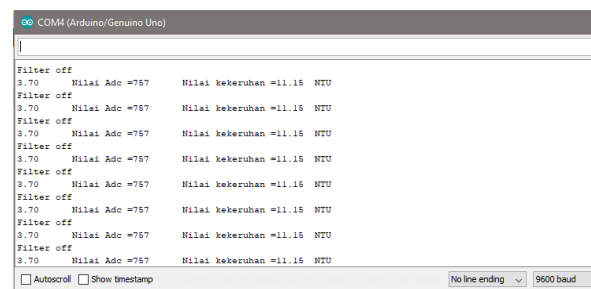 COM4 (Arduino/Genuino Uno)
Filter off
3.70 Nilai Adc =757 Nilai kekeruhan =11.15 NTU
Filter off
3.70 Nilai Adc =757 Nilai kekeruhan =11.15 NTU
Filter off
3.70 Nilai Adc =757 Nilai kekeruhan =11.15 NTU
Filter off
3.70 Nilai Adc =757 Nilai kekeruhan =11.15 NTU
Filter off
3.70 Nilai Adc =757 Nilai kekeruhan =11.15 NTU
Filter off
3.70 Nilai Adc =757 Nilai kekeruhan =11.15 NTU
Filter off
3.70 Nilai Adc =757 Nilai kekeruhan =11.15 NTU
Filter off
3.70 Nilai Adc =757 Nilai kekeruhan =11.15 NTU
Autoscroll Show timestamp No line ending 9600 baud